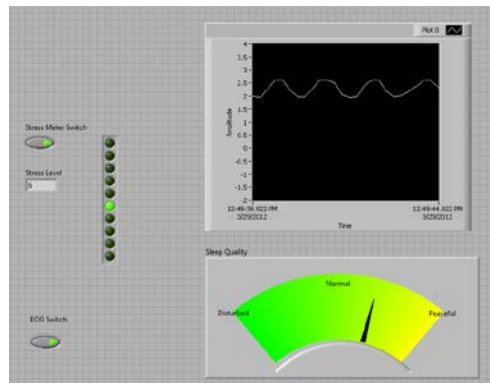 Plot 0
4
3.5
3
2.5
2
1.5
1
0.5
0
-0.5
-1
-1.5
-2
Amplitude
12:49:39.922 PM
3/29/2012
12:49:44.922 PM
3/29/2012
Time
Stress Meter Switch
Stress Level
Sleep Quality
Disturbed
Normal
Peaceful
ECG Switch